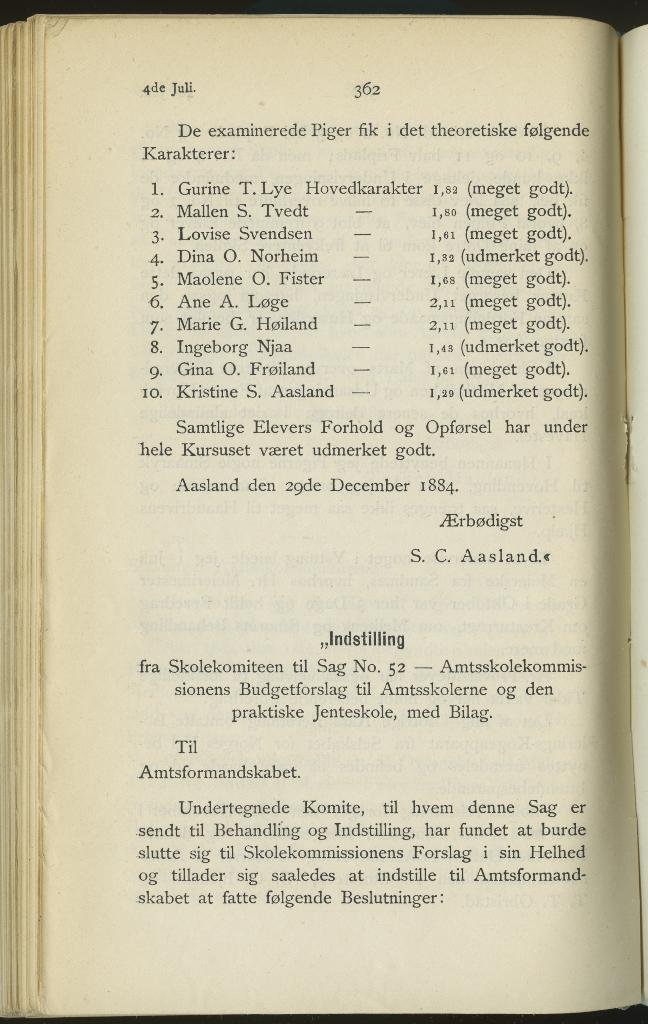 4de Juli.
362
De examinerede Piger fik i det theoretiske følgende
Karakterer:
1. Gurine T. Lye Hovedkarakter 1,82 (meget godt).
2. Mallen S. Tvedt — 1,80 (meget godt).
3. Lovise Svendsen — 1,61 (meget godt).
4. Dina O. Norheim — 1,32 (udmerket godt).
5. Maolene O. Fister — 1,68 (meget godt).
6. Ane A. Løge — 2,11 (meget godt).
7. Marie G. Høiland — 2,11 (meget godt).
8. Ingeborg Njaa — 1,43 (udmerket godt).
9. Gina O. Frøiland — 1,61 (meget godt).
10. Kristine S. Aasland — 1,29 (udmerket godt).
Samtlige Elevers Forhold og Opførsel har under
hele Kursuset været udmerket godt.
Aasland den 29de December 1884.
Ærbødigst
S. C. Aasland.«
„Indstilling
fra Skolekomiteen til Sag No. 52 — Amtsskolekommis-
sionens Budgetforslag til Amtsskolerne og den
praktiske Jenteskole, med Bilag.
Til
Amtsformandskabet.
Undertegnede Komite, til hvem denne Sag er
sendt til Behandling og Indstilling, har fundet at burde
slutte sig til Skolekommissionens Forslag i sin Helhed
og tillader sig saaledes at indstille til Amtsformand-
skabet at fatte følgende Beslutninger: